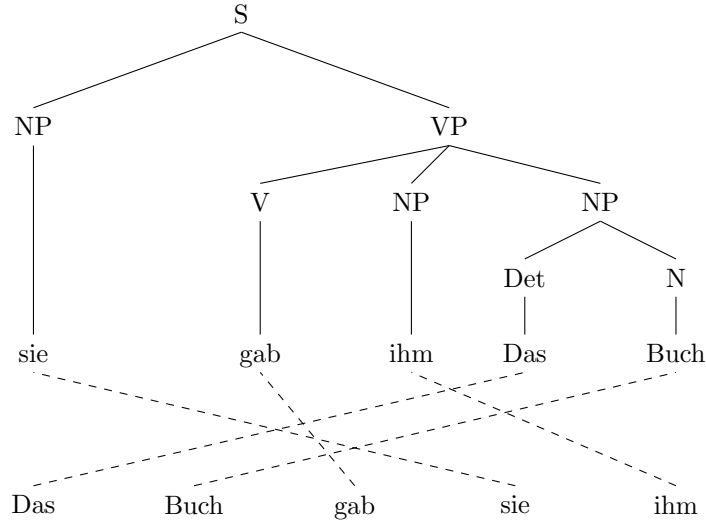 S
NP VP
V NP NP
Det N
sie gab ihm Das Buch
Das Buch gab sie ihm